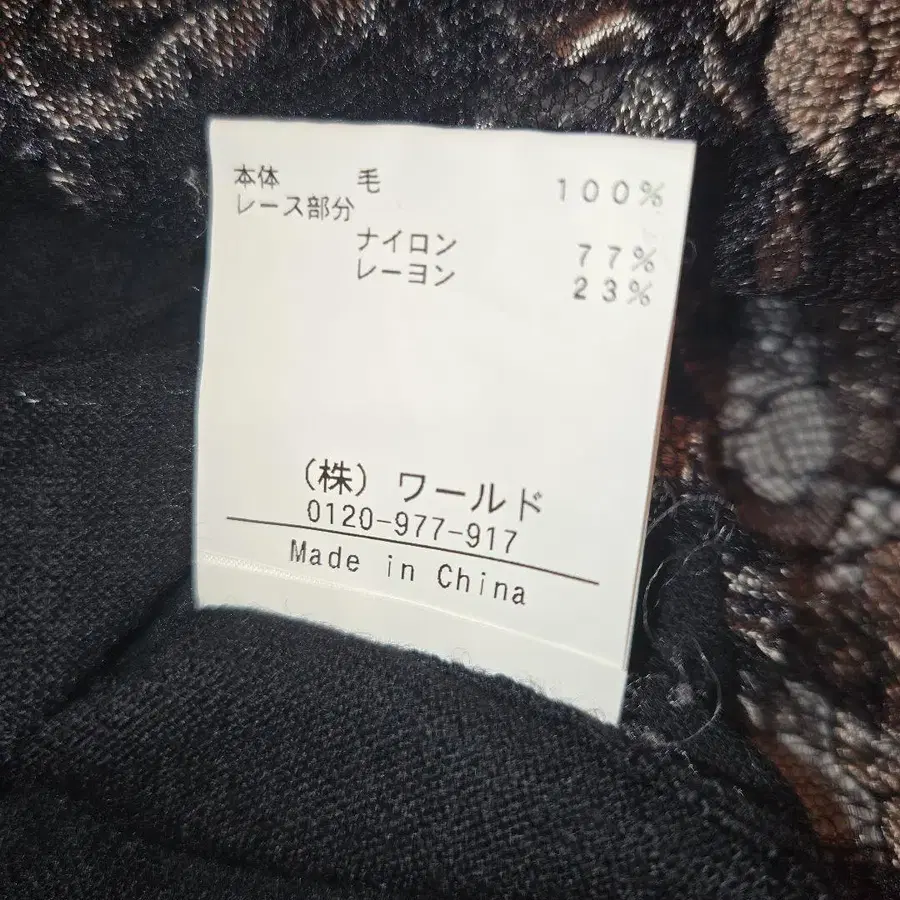 本体 毛 100%
レース部分
ナイロン 77%
レーヨン 23%
(株) ワールド
0120-977-917
Made in China